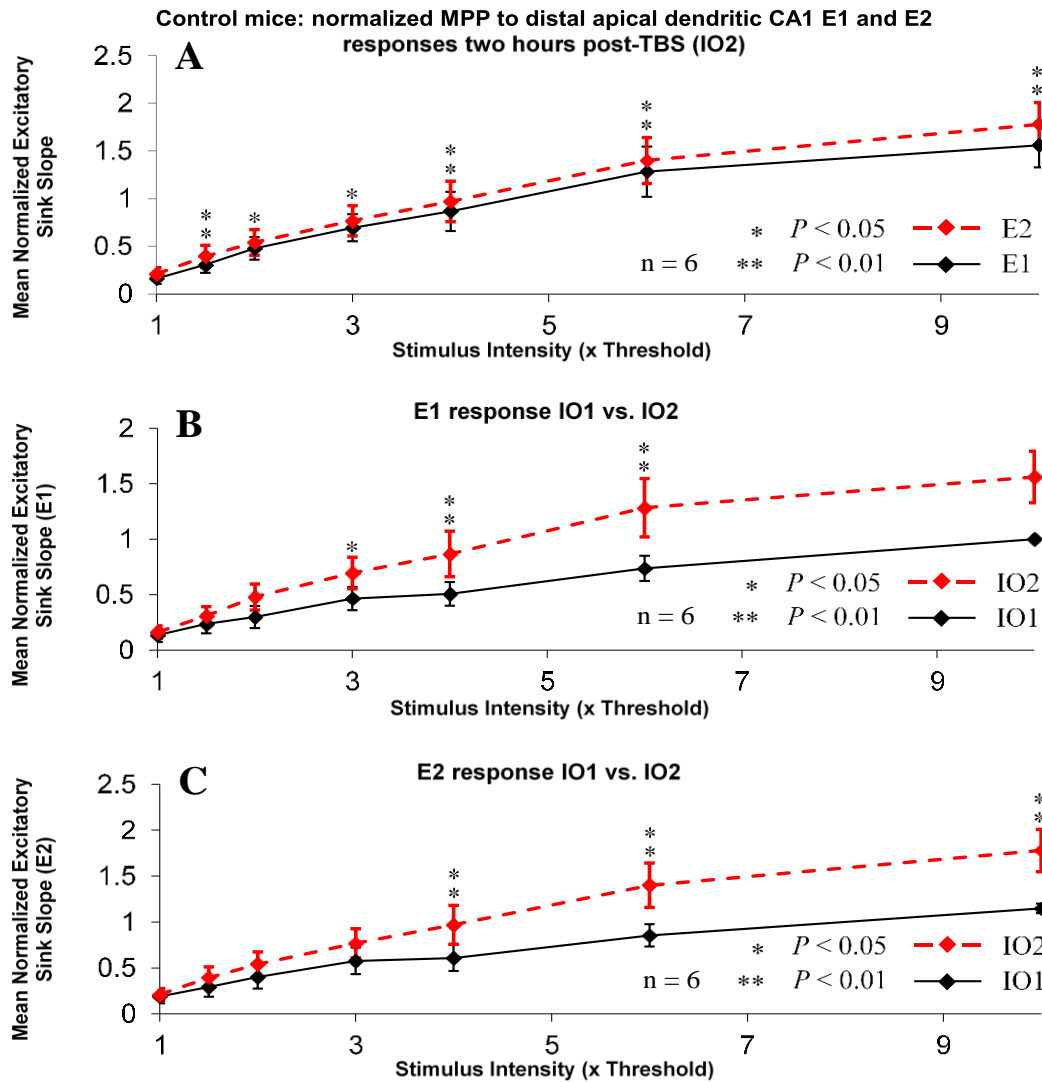 Control mice: normalized MPP to distal apical dendritic CA1 E1 and E2
responses two hours post-TBS (IO2)
A
Mean Normalized Excitatory
Sink Slope
2.5
2
1.5
1
0.5
0
* *
*
*
* *
* *
* *
* P < 0.05 E2
n = 6 ** P < 0.01 E1
1 3 5 7 9
Stimulus Intensity (x Threshold)
E1 response IO1 vs. IO2
B
Mean Normalized Excitatory
Sink Slope (E1)
2
1.5
1
0.5
0
*
* *
* *
* P < 0.05 IO2
n = 6 ** P < 0.01 IO1
1 3 5 7 9
Stimulus Intensity (x Threshold)
E2 response IO1 vs. IO2
C
Mean Normalized Excitatory
Sink Slope (E2)
2.5
2
1.5
1
0.5
0
* *
* *
* *
* P < 0.05 IO2
n = 6 ** P < 0.01 IO1
1 3 5 7 9
Stimulus Intensity (x Threshold)